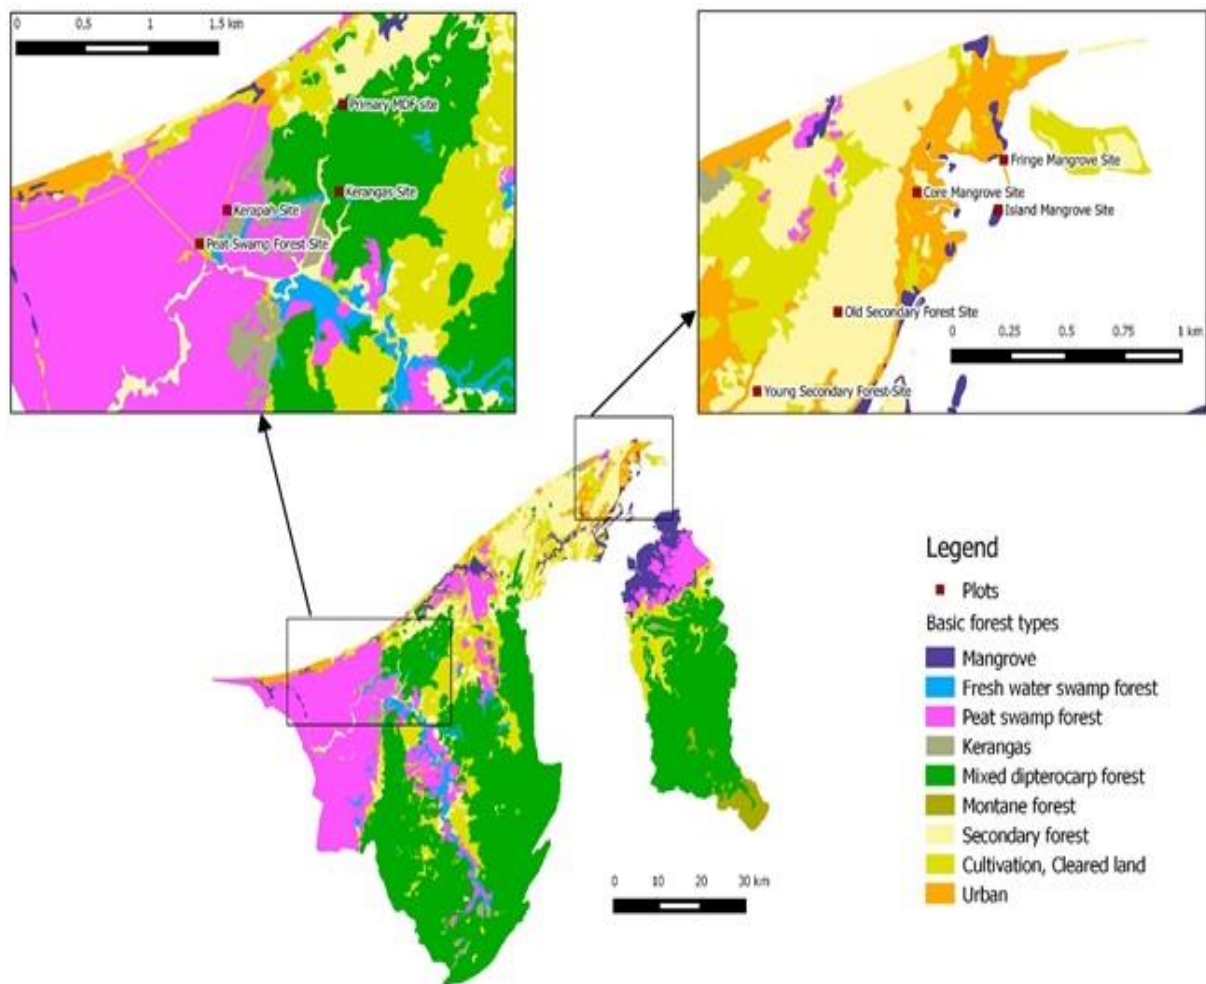 0 0.5 1 1.5 km
Primary MDF site
Kerangas Site
Kerapah Site
Peat Swamp Forest Site
Fringe Mangrove Site
Core Mangrove Site
Island Mangrove Site
Old Secondary Forest Site
0 0.25 0.5 0.75 1 km
Young Secondary Forest Site
Legend
Plots
Basic forest types
Mangrove
Fresh water swamp forest
Peat swamp forest
Kerangas
Mixed dipterocarp forest
Montane forest
Secondary forest
Cultivation, Cleared land
Urban
0 10 20 30 km